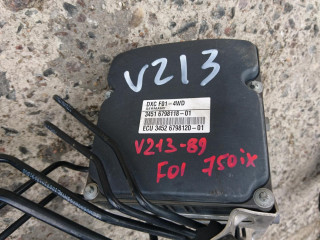 V213
DXC F01-4WD
3451 6798118-01
ECU 3452 6798120-01
V213-B9
F01 750ix